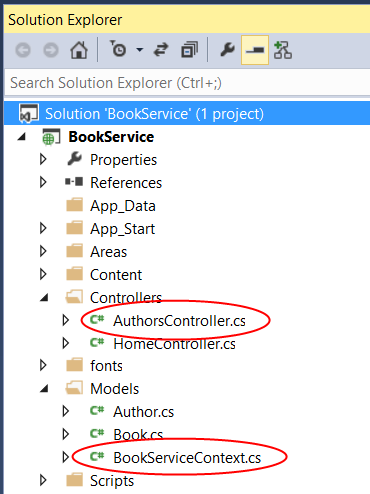 Solution Explorer
Search Solution Explorer (Ctrl+;)
Solution 'BookService' (1 project)
BookService
Properties
References
App_Data
App_Start
Areas
Content
Controllers
C# AuthorsController.cs
C# HomeController.cs
fonts
Models
C# Author.cs
C# Book.cs
C# BookServiceContext.cs
Scripts